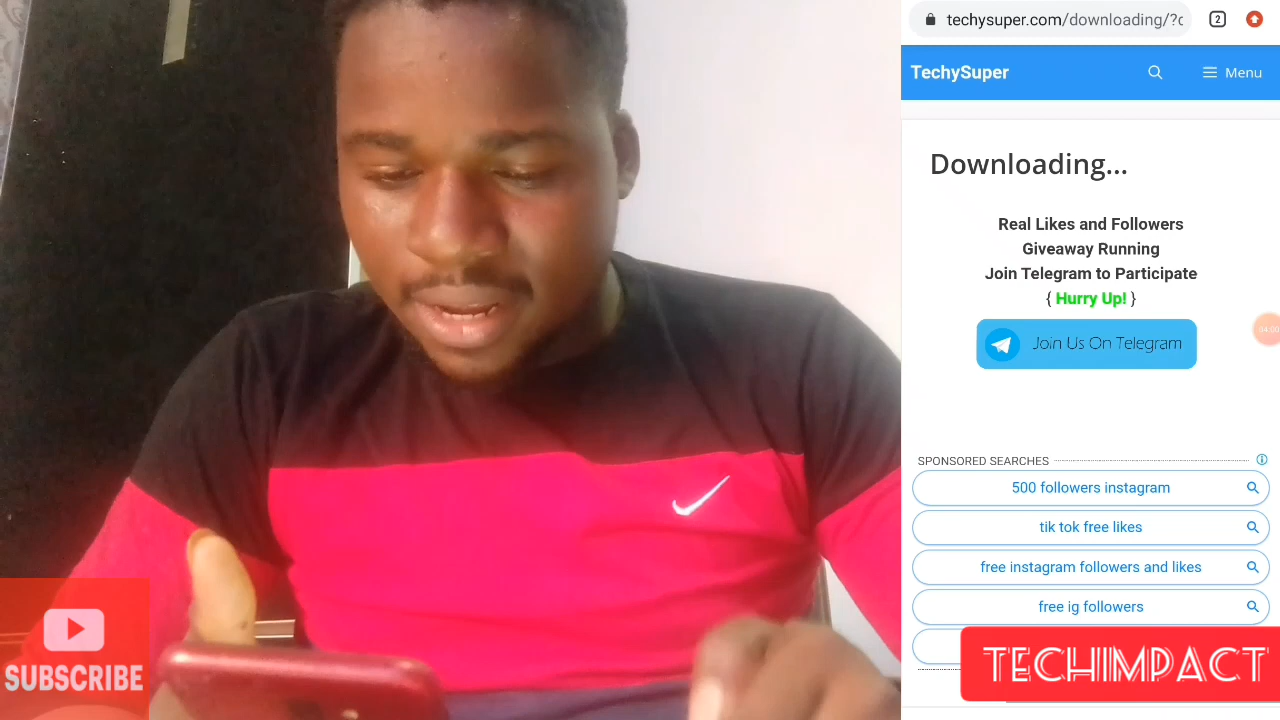 techysuper.com/downloading/?c
2
TechySuper
Menu
Downloading...
Real Likes and Followers
Giveaway Running
Join Telegram to Participate
{ Hurry Up! }
Join Us On Telegram
04:00
SPONSORED SEARCHES
500 followers instagram
tik tok free likes
free instagram followers and likes
free ig followers
SUBSCRIBE
TECHIMPACT